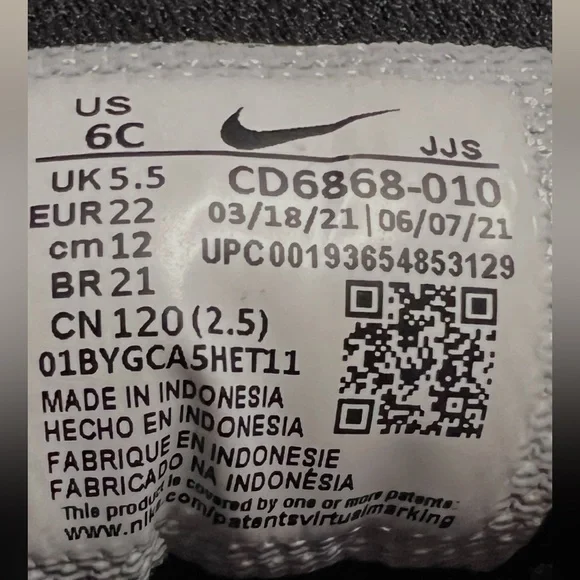 US
6C
JJS
UK 5.5
CD6868-010
EUR 22
03/18/21 | 06/07/21
cm 12
UPC00193654853129
BR 21
CN 120 (2.5)
01BYGCA5HET11
MADE IN INDONESIA
HECHO EN INDONESIA
FABRIQUE EN INDONESIE
FABRICADO NA INDONÉSIA
This product is covered by one or more patents:
www.nike.com/patentsvirtualmarking